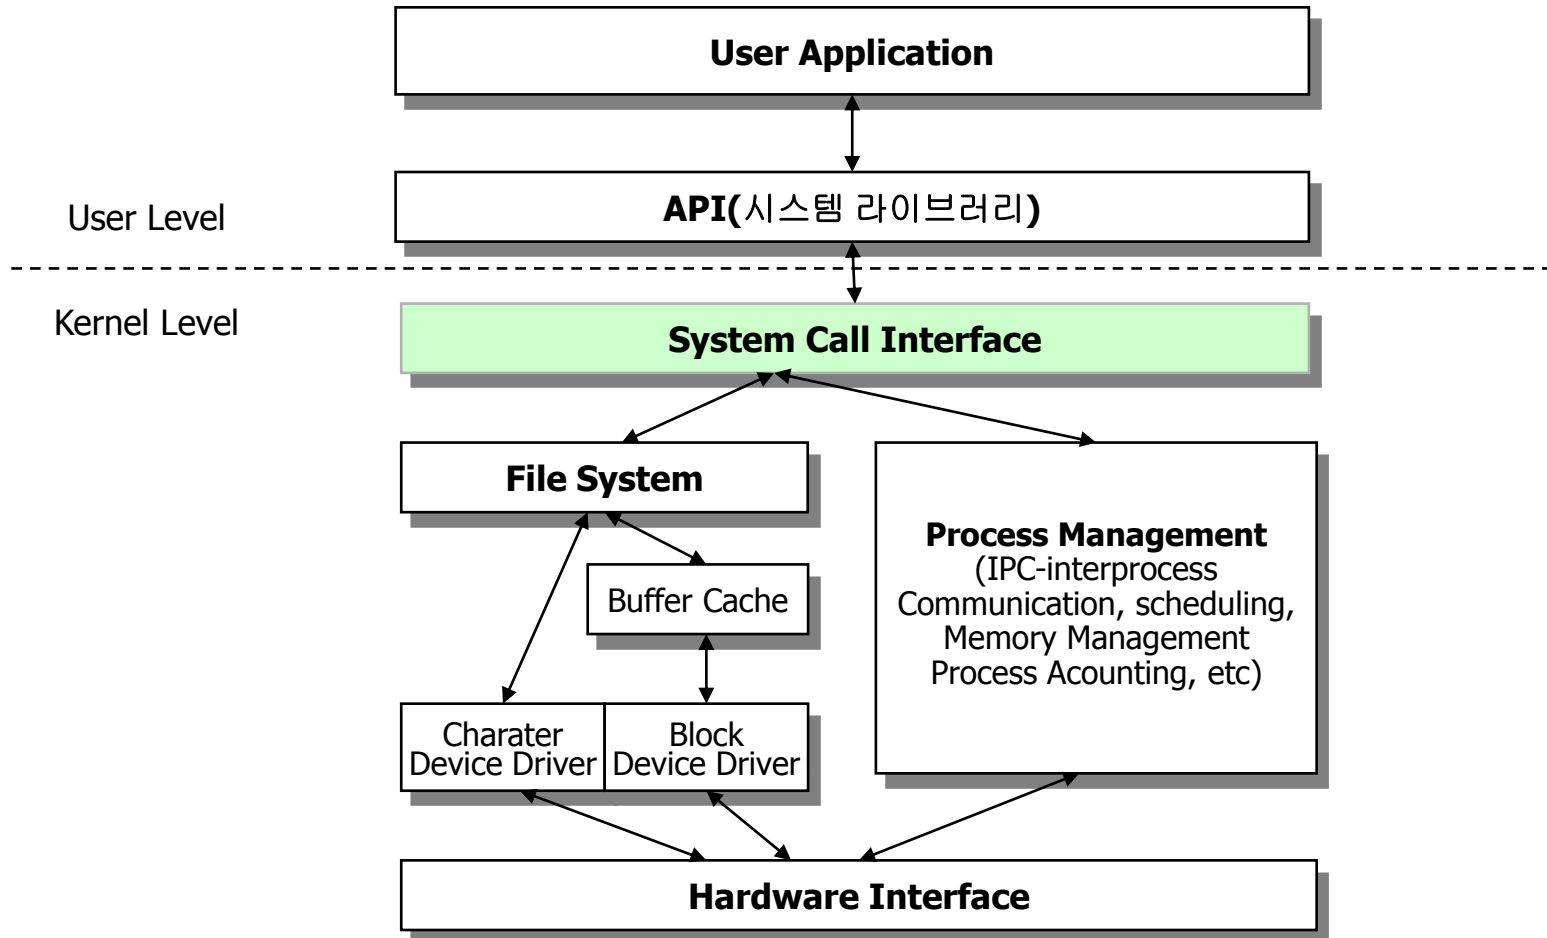 User Application
API(시스템 라이브러리)
User Level
Kernel Level
System Call Interface
File System
Process Management
(IPC-interprocess
Communication, scheduling,
Memory Management
Process Acounting, etc)
Buffer Cache
Charater
Device Driver
Block
Device Driver
Hardware Interface